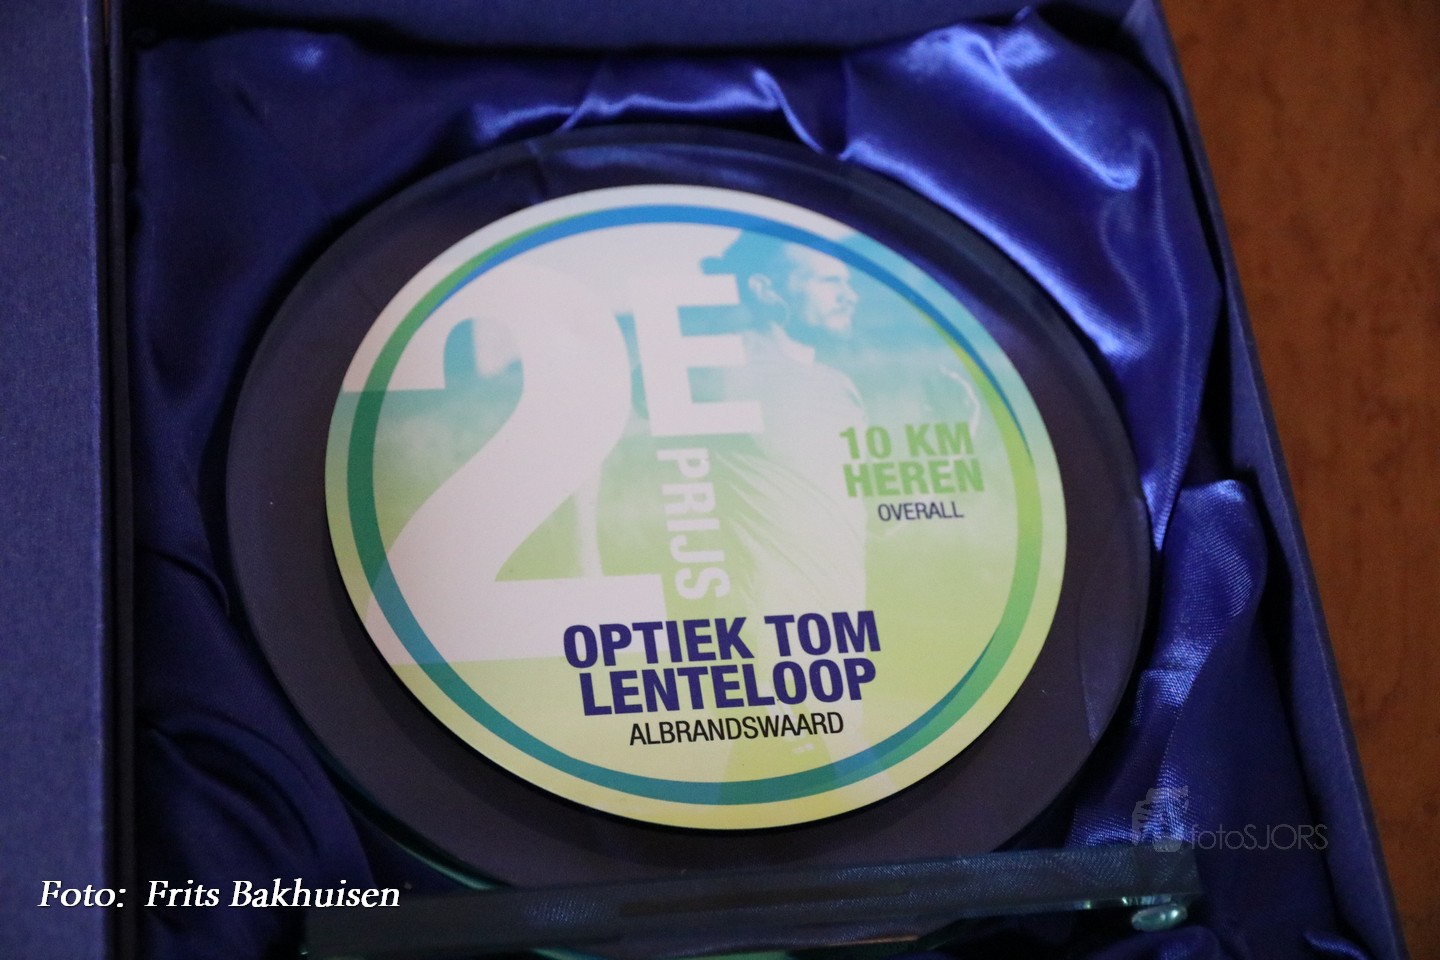 2E
PRIJS
10 KM
HEREN
OVERALL
OPTIEK TOM
LENTELOOP
ALBRANDSWAARD
fotoSJORS
Foto: Frits Bakhuisen